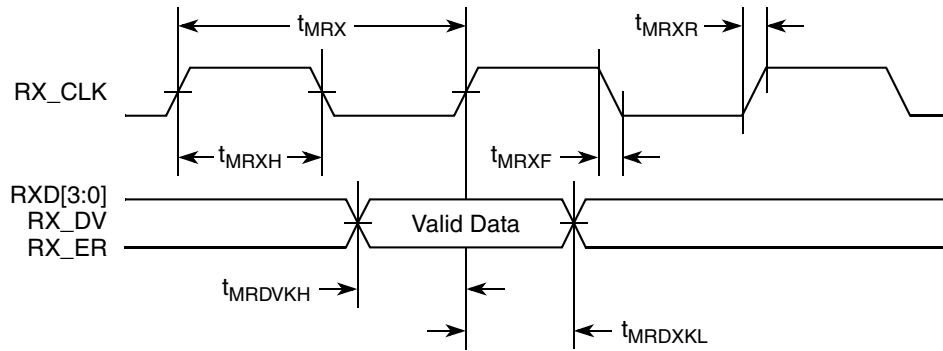 tMRX
tMRXR
RX_CLK
tMRXH
tMRXF
RXD[3:0]
RX_DV
Valid Data
RX_ER
tMRDVKH
tMRDXKL